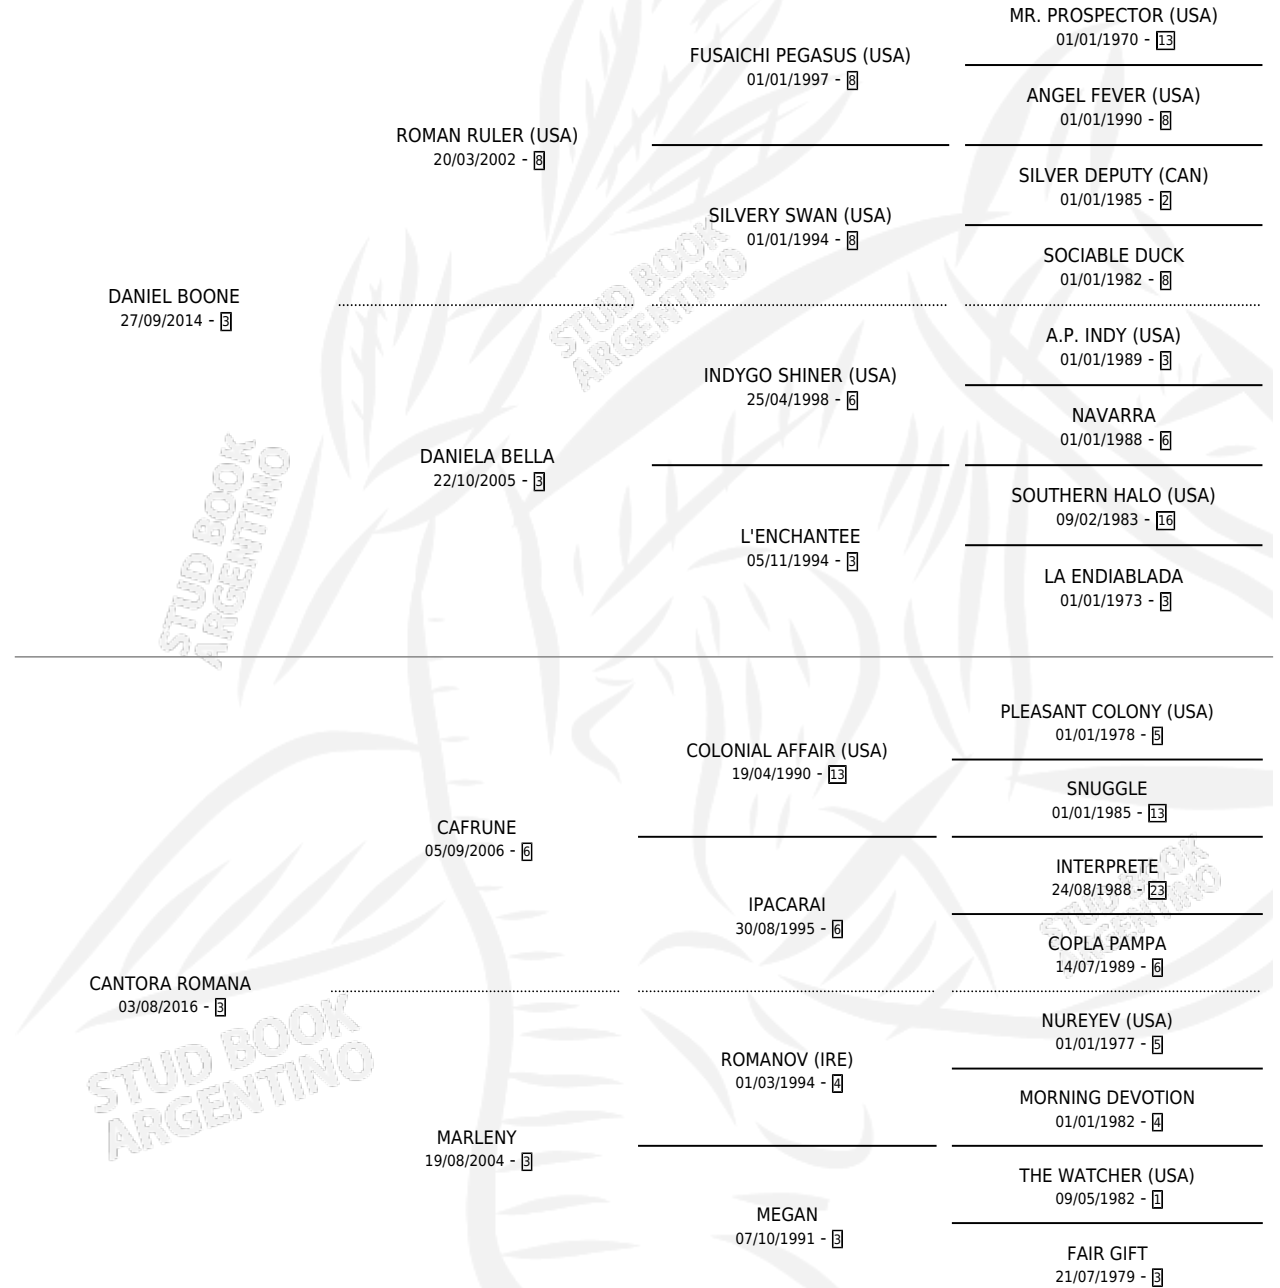 MR. PROSPECTOR (USA)
01/01/1970 - 13
FUSAICHI PEGASUS (USA)
01/01/1997 - 8
ANGEL FEVER (USA)
01/01/1990 - 8
ROMAN RULER (USA)
20/03/2002 - 8
SILVER DEPUTY (CAN)
01/01/1985 - 2
SILVERY SWAN (USA)
01/01/1994 - 8
SOCIABLE DUCK
01/01/1982 - 8
STUD BOOK
ARGENTINO
DANIEL BOONE
27/09/2014 - 3
A.P. INDY (USA)
01/01/1989 - 3
INDYGO SHINER (USA)
25/04/1998 - 6
NAVARRA
01/01/1988 - 6
DANIELA BELLA
22/10/2005 - 3
SOUTHERN HALO (USA)
09/02/1983 - 16
L'ENCHANTEE
05/11/1994 - 3
LA ENDIABLADA
01/01/1973 - 3
STUD BOOK
ARGENTINO
PLEASANT COLONY (USA)
01/01/1978 - 5
COLONIAL AFFAIR (USA)
19/04/1990 - 13
SNUGGLE
01/01/1985 - 13
CAFRUNE
05/09/2006 - 6
INTERPRETE
24/08/1988 - 23
IPACARAI
30/08/1995 - 6
COPLA PAMPA
14/07/1989 - 6
STUD BOOK
ARGENTINO
CANTORA ROMANA
03/08/2016 - 3
NUREYEV (USA)
01/01/1977 - 5
ROMANOV (IRE)
01/03/1994 - 4
MORNING DEVOTION
01/01/1982 - 4
STUD BOOK
ARGENTINO
MARLENY
19/08/2004 - 3
THE WATCHER (USA)
09/05/1982 - 1
MEGAN
07/10/1991 - 3
FAIR GIFT
21/07/1979 - 3